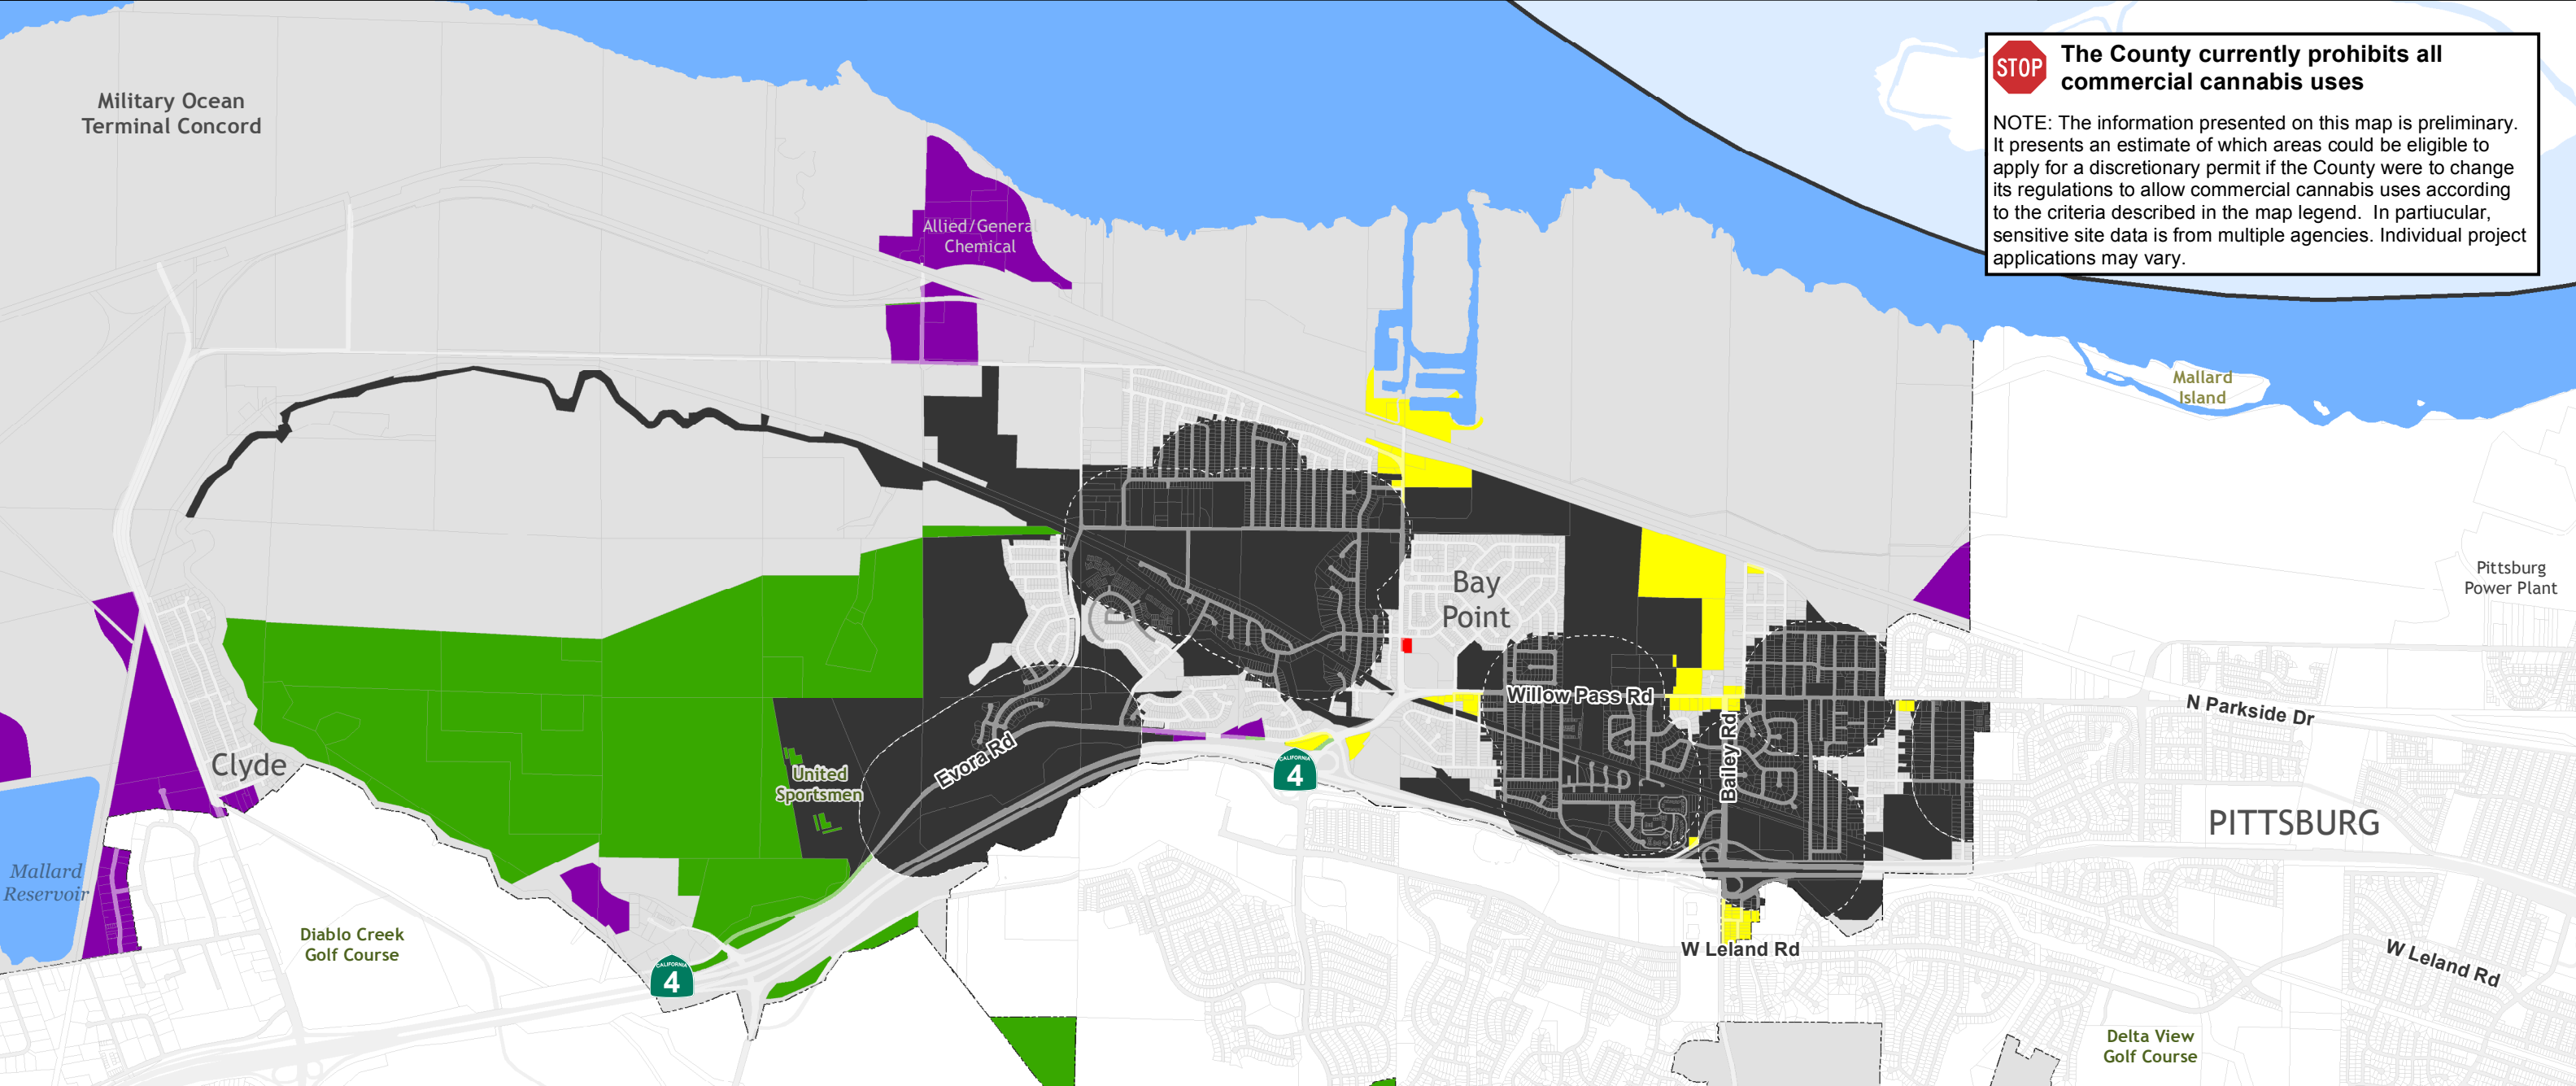 STOP
The County currently prohibits all
commercial cannabis uses
NOTE: The information presented on this map is preliminary.
It presents an estimate of which areas could be eligible to
apply for a discretionary permit if the County were to change
its regulations to allow commercial cannabis uses according
to the criteria described in the map legend. In partiucular,
sensitive site data is from multiple agencies. Individual project
applications may vary.
Military Ocean
Terminal Concord
Allied/General
Chemical
Mallard
Island
Pittsburg
Power Plant
Bay
Point
Willow Pass Rd
N Parkside Dr
Clyde
Evora Rd
Bailey Rd
United
Sportsmen
CALIFORNIA
4
PITTSBURG
Mallard
Reservoir
Diablo Creek
Golf Course
CALIFORNIA
4
W Leland Rd
W Leland Rd
Delta View
Golf Course